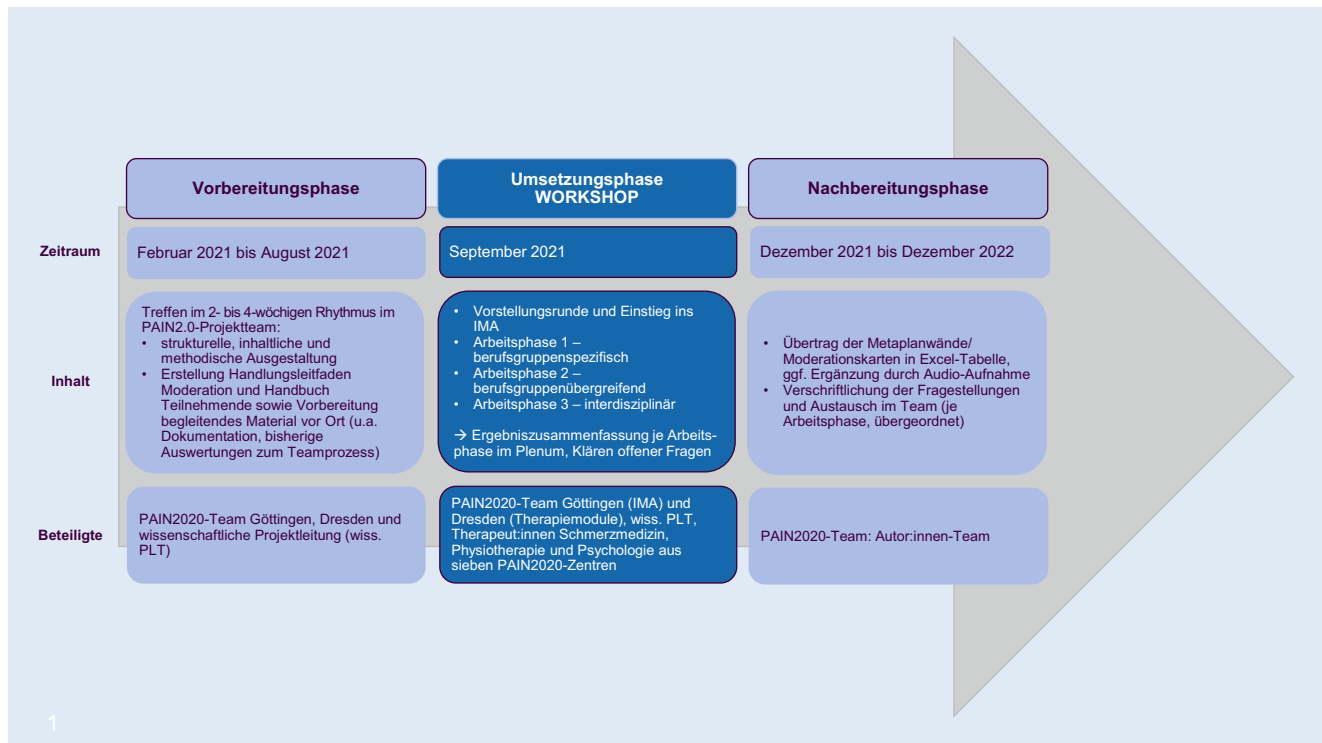 Vorbereitungsphase
Umsetzungsphase
WORKSHOP
Nachbereitungsphase
Zeitraum
Februar 2021 bis August 2021
September 2021
Dezember 2021 bis Dezember 2022
Inhalt
Treffen im 2- bis 4-wöchigen Rhythmus im
PAIN2.0-Projektteam:
• strukturelle, inhaltliche und
methodische Ausgestaltung
• Erstellung Handlungsleitfaden
Moderation und Handbuch
Teilnehmende sowie Vorbereitung
begleitendes Material vor Ort (u.a.
Dokumentation, bisherige
Auswertungen zum Teamprozess)
• Vorstellungsrunde und Einstieg ins
IMA
• Arbeitsphase 1 –
berufsgruppenspezifisch
• Arbeitsphase 2 –
berufsgruppenübergreifend
• Arbeitsphase 3 – interdisziplinär
→ Ergebniszusammenfassung je Arbeits-
phase im Plenum, Klären offener Fragen
• Übertrag der Metaplanwände/
Moderationskarten in Excel-Tabelle,
ggf. Ergänzung durch Audio-Aufnahme
• Verschriftlichung der Fragestellungen
und Austausch im Team (je
Arbeitsphase, übergeordnet)
Beteiligte
PAIN2020-Team Göttingen, Dresden und
wissenschaftliche Projektleitung (wiss.
PLT)
PAIN2020-Team Göttingen (IMA) und
Dresden (Therapiemodule), wiss. PLT,
Therapeut:innen Schmerzmedizin,
Physiotherapie und Psychologie aus
sieben PAIN2020-Zentren
PAIN2020-Team: Autor:innen-Team
1